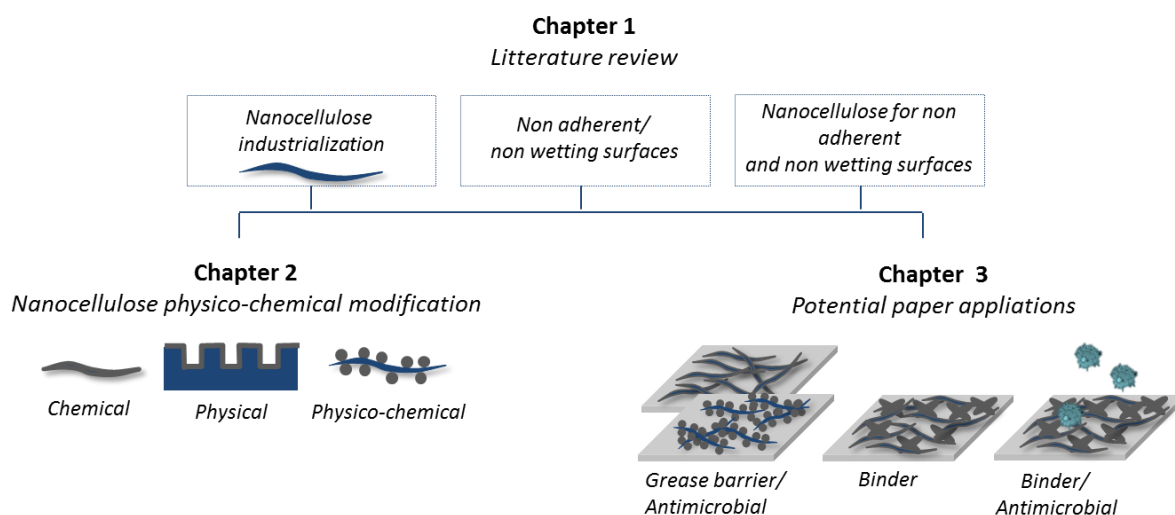 Chapter 1
Litterature review
Nanocellulose
industrialization
Non adherent/
non wetting surfaces
Nanocellulose for non
adherent
and non wetting surfaces
Chapter 2
Nanocellulose physico-chemical modification
Chemical
Physical
Physico-chemical
Chapter 3
Potential paper appliations
Grease barrier/
Antimicrobial
Binder
Binder/
Antimicrobial